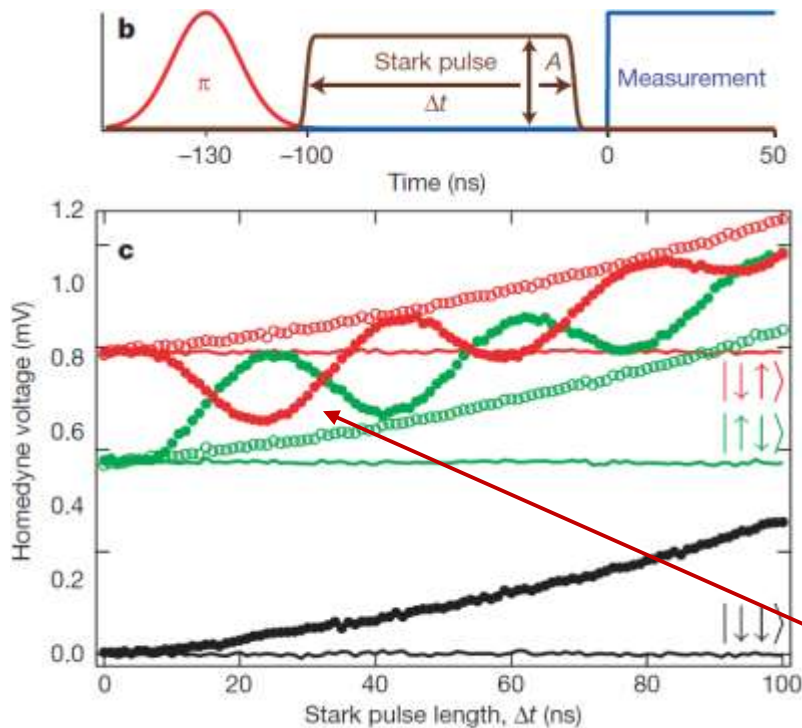 b
π
Stark pulse
A
Δt
Measurement
−130
−100
0
50
Time (ns)
c
1.2
1.0
0.8
0.6
0.4
0.2
0.0
Homedyne voltage (mV)
|↓↑⟩
|↑↓⟩
|↓↓⟩
0
20
40
60
80
100
Stark pulse length, Δt (ns)